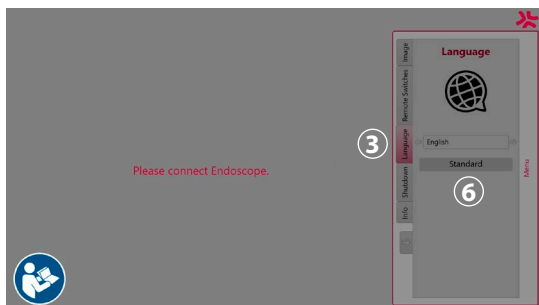 Language
Image
Remote Switches
Language
Shutdown
Info
3
English
Standard
6
Menu
Please connect Endoscope.